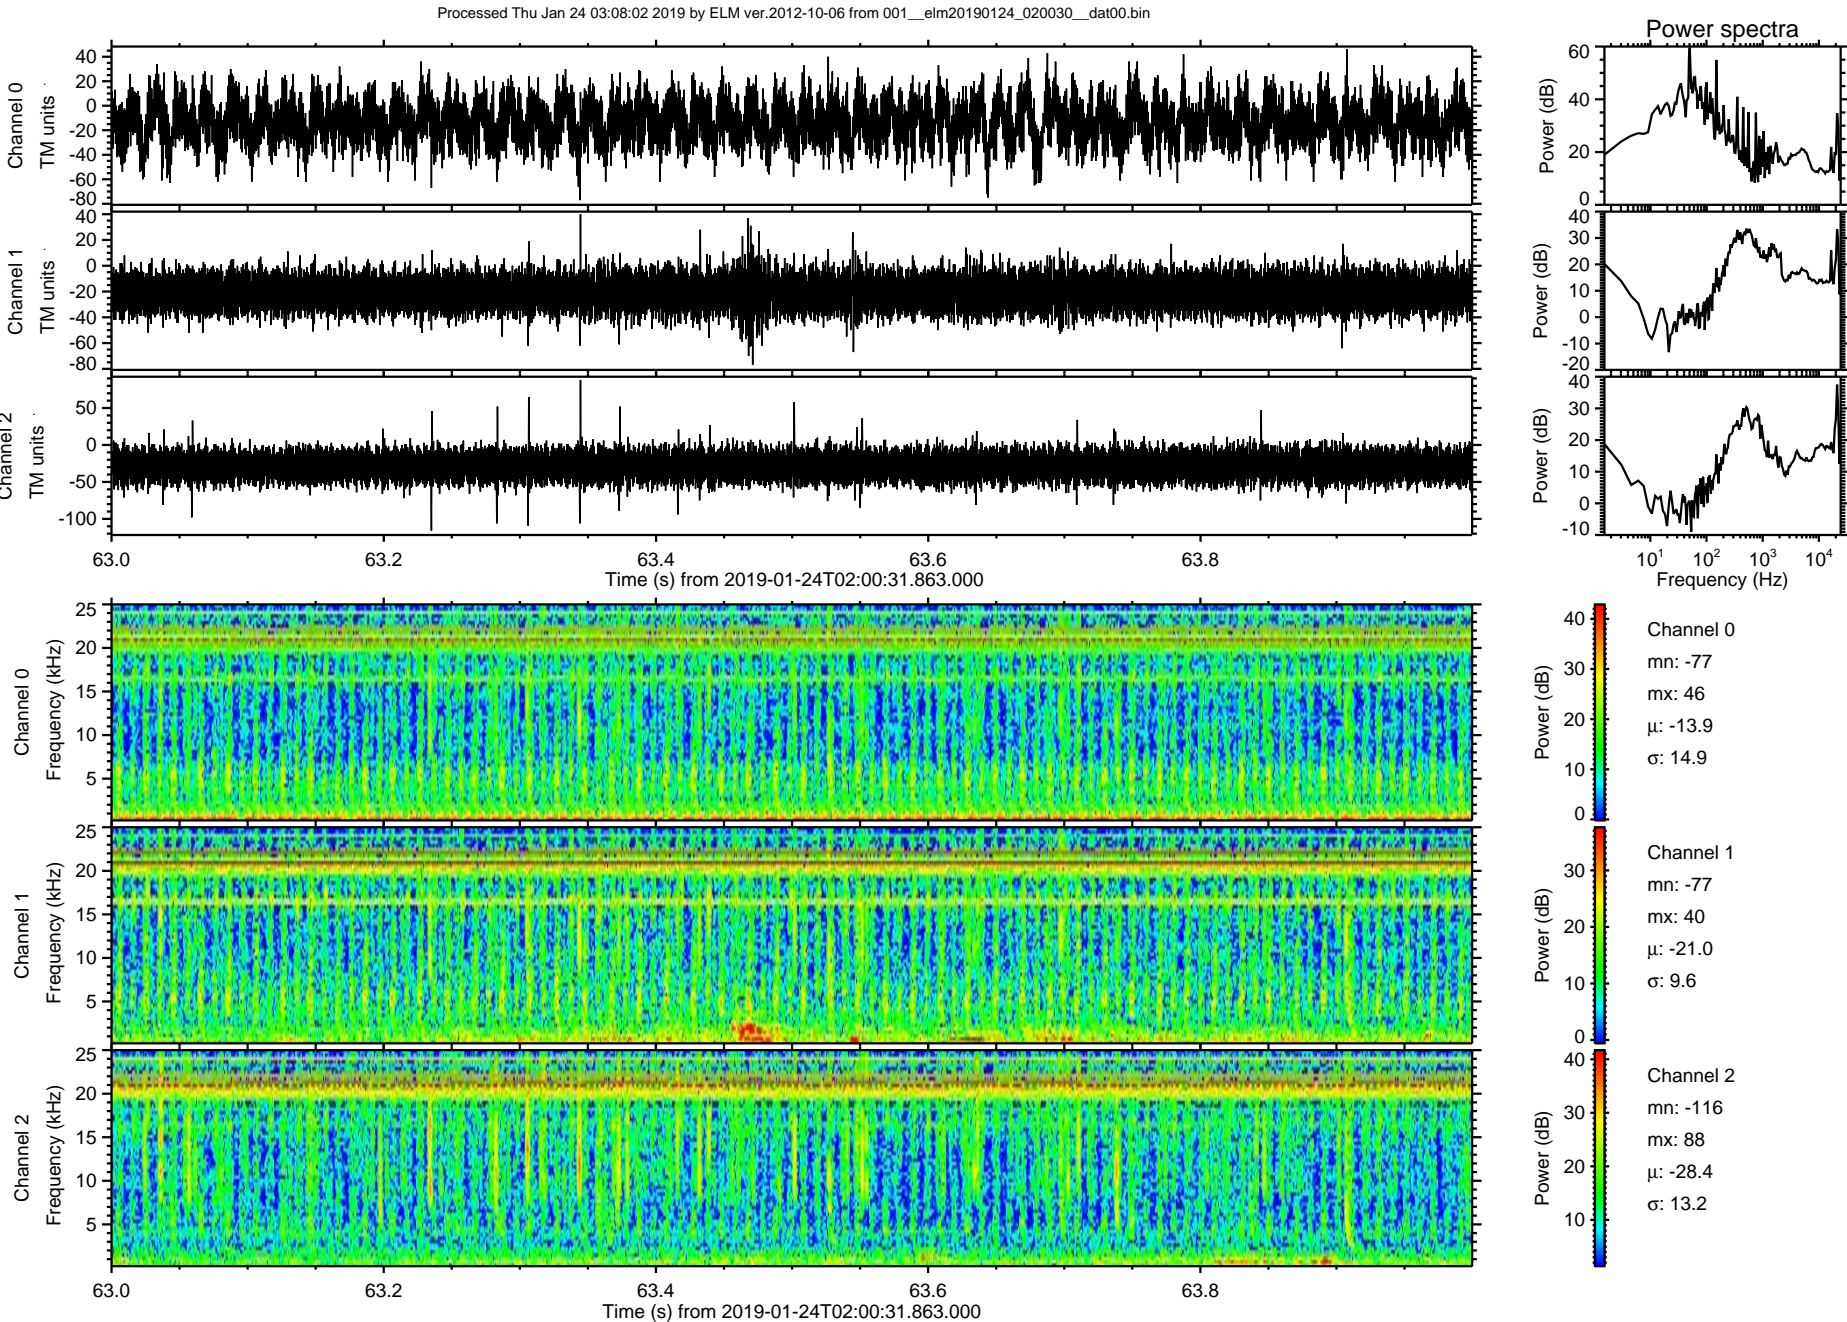 Processed Thu Jan 24 03:08:02 2019 by ELM ver.2012-10-06 from 001__elm20190124_020030__dat00.bin
Power spectra
Channel 0
TM units
40
20
0
-20
-40
-60
-80
Power (dB)
60
40
20
0
Channel 1
TM units
40
20
0
-20
-40
-60
-80
Power (dB)
40
30
20
10
0
-10
-20
Channel 2
TM units
50
0
-50
-100
Power (dB)
40
30
20
10
0
-10
63.0 63.2 63.4 63.6 63.8
Time (s) from 2019-01-24T02:00:31.863.000
10^1 10^2 10^3 10^4
Frequency (Hz)
Channel 0
Frequency (kHz)
25
20
15
10
5
Power (dB)
40
30
20
10
0
Channel 0
mn: -77
mx: 46
μ: -13.9
σ: 14.9
Channel 1
Frequency (kHz)
25
20
15
10
5
Power (dB)
30
20
10
0
Channel 1
mn: -77
mx: 40
μ: -21.0
σ: 9.6
Channel 2
Frequency (kHz)
25
20
15
10
5
Power (dB)
40
30
20
10
Channel 2
mn: -116
mx: 88
μ: -28.4
σ: 13.2
63.0 63.2 63.4 63.6 63.8
Time (s) from 2019-01-24T02:00:31.863.000